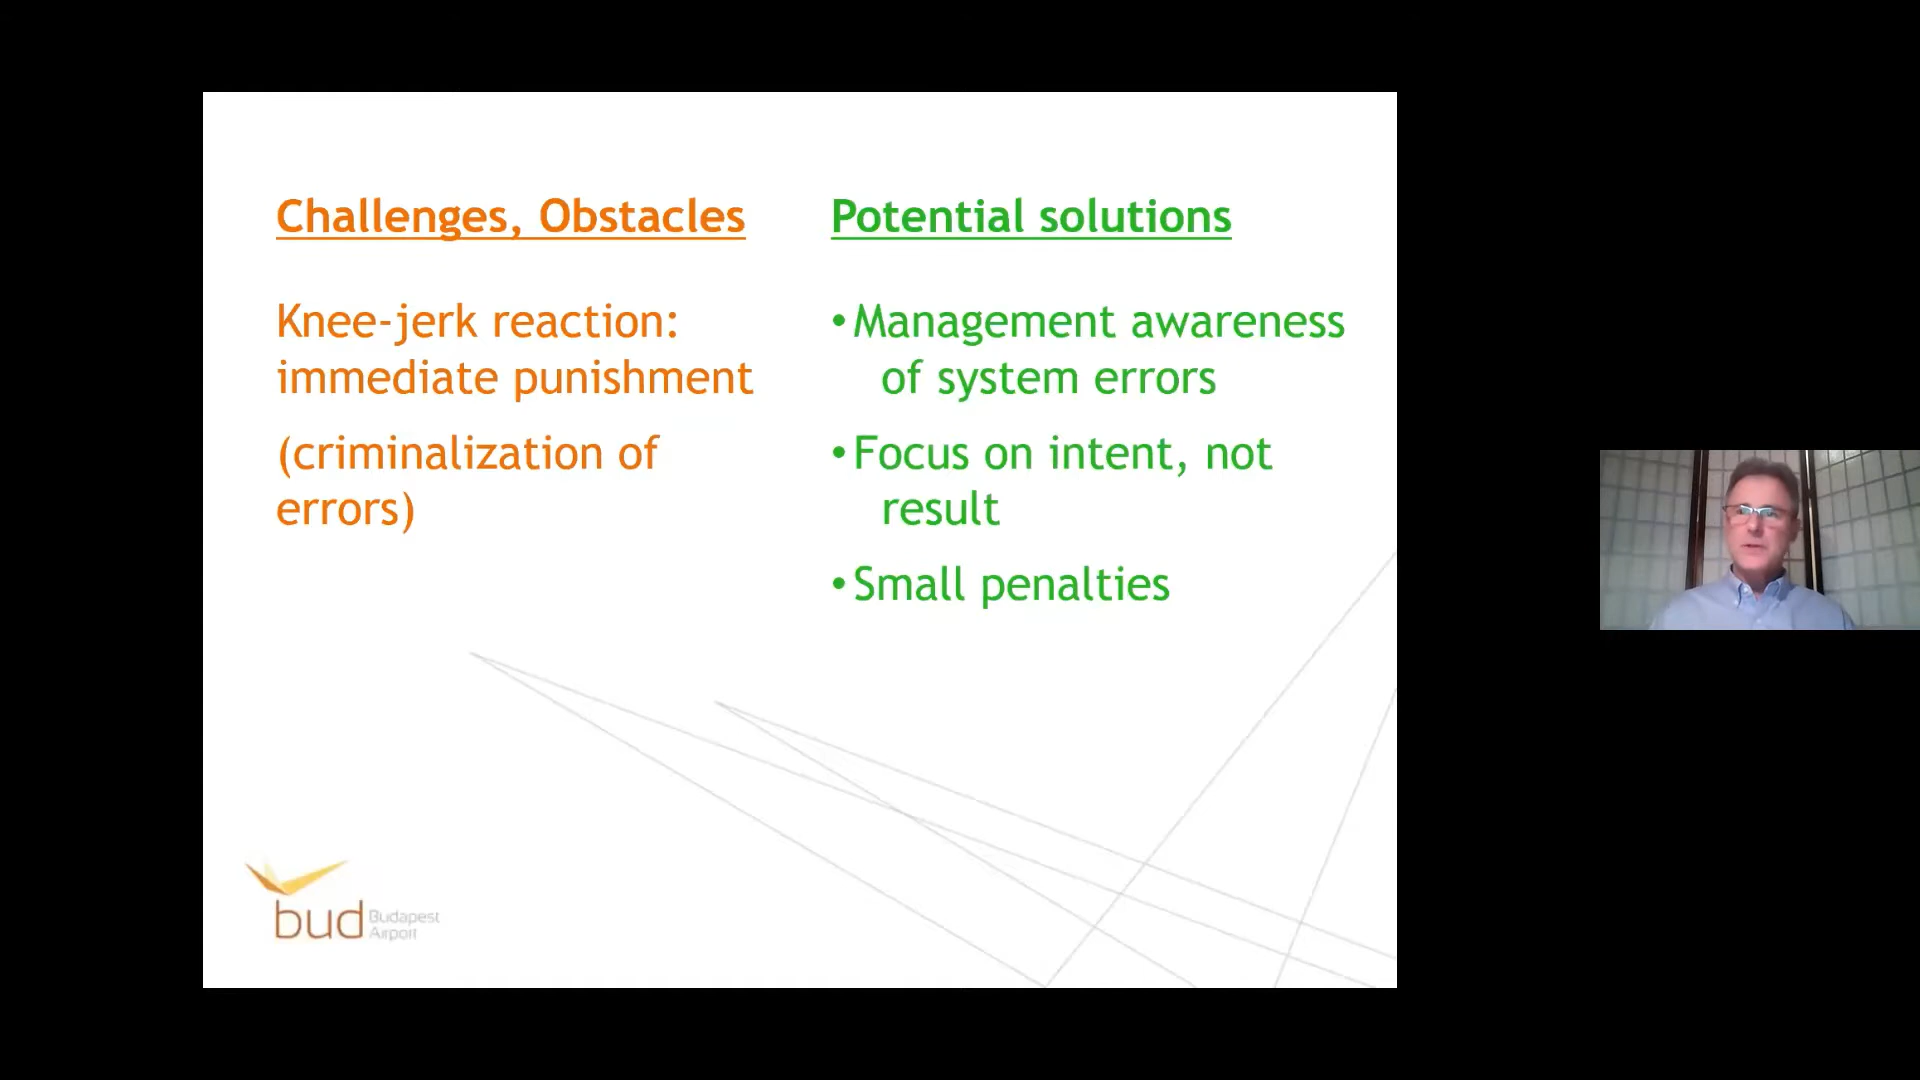 Challenges, Obstacles
Knee-jerk reaction:
immediate punishment
(criminalization of
errors)
Potential solutions
•Management awareness
of system errors
•Focus on intent, not
result
•Small penalties
bud Budapest
Airport